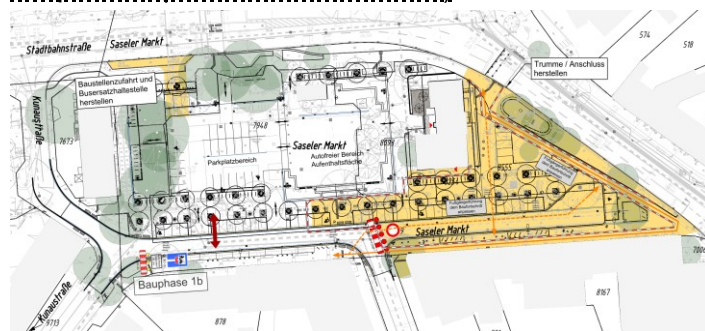 574
518
Stadtbahnstraße
Saseler Markt
Trumme / Anschluss
herstellen
Baustellenzufahrt und
Busersatzhaltestelle
herstellen
Kunaustraße
7673
7948
Saseler Markt
Autofreier Bereich
Aufenthaltsfläche
Parkplatzbereich
Saseler Markt
Bauphase 1b
Kunaustraße
9713
878
8167